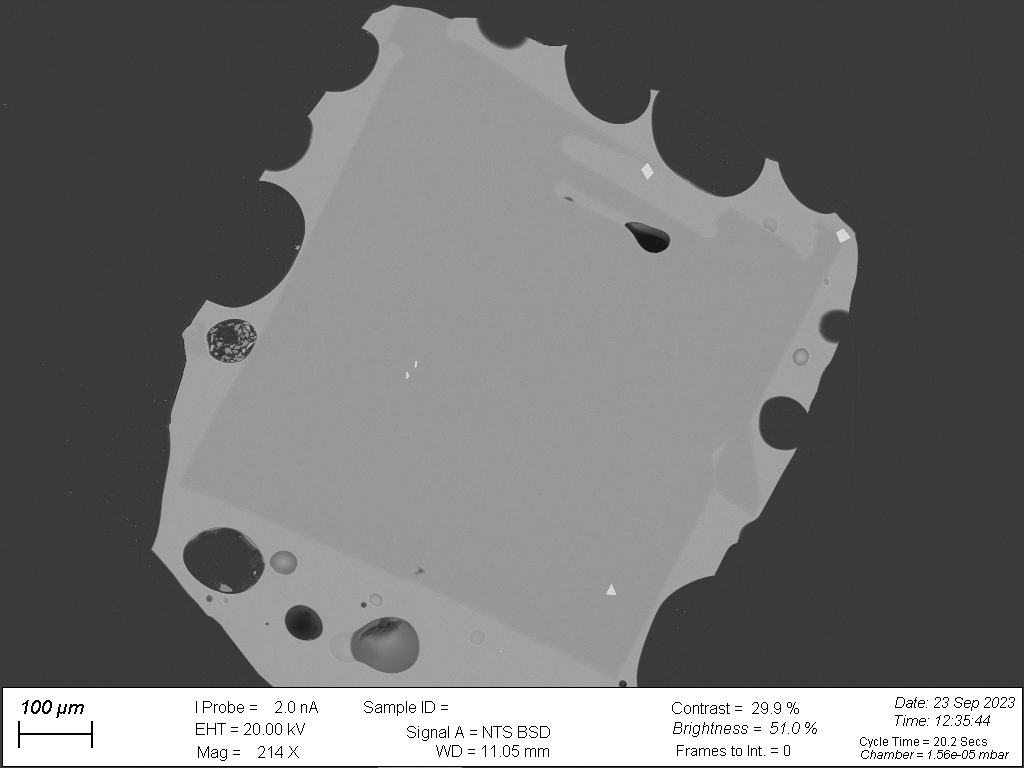 100 µm
I Probe = 2.0 nA
EHT = 20.00 kV
Mag = 214 X
Sample ID =
Signal A = NTS BSD
WD = 11.05 mm
Contrast = 29.9 %
Brightness = 51.0 %
Frames to Int. = 0
Date: 23 Sep 2023
Time: 12:35:44
Cycle Time = 20.2 Secs
Chamber = 1.56e-05 mbar